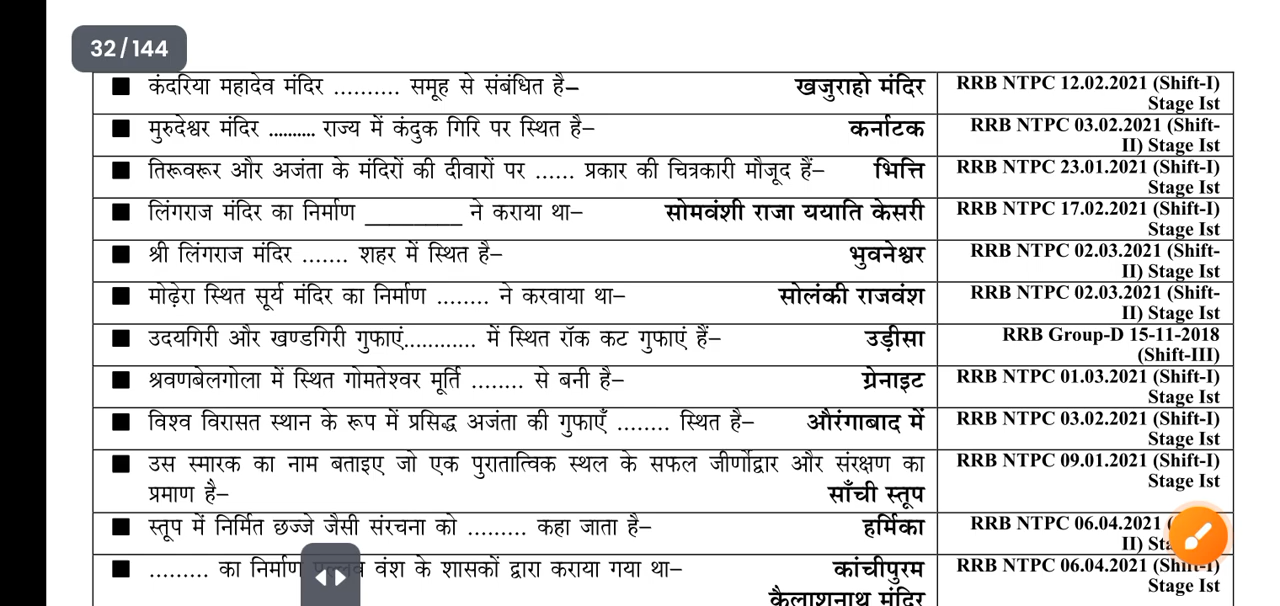 32/144
■ कंदरिया महादेव मंदिर .......... समूह से संबंधित है– खजुराहो मंदिर RRB NTPC 12.02.2021 (Shift-I)
Stage Ist
■ मुरुदेश्वर मंदिर .......... राज्य में कंदुक गिरि पर स्थित है– कर्नाटक RRB NTPC 03.02.2021 (Shift-
II) Stage Ist
■ तिरूवरूर और अजंता के मंदिरों की दीवारों पर ...... प्रकार की चित्रकारी मौजूद हैं– भित्ति RRB NTPC 23.01.2021 (Shift-I)
Stage Ist
■ लिंगराज मंदिर का निर्माण _________ ने कराया था– सोमवंशी राजा ययाति केसरी RRB NTPC 17.02.2021 (Shift-I)
Stage Ist
■ श्री लिंगराज मंदिर ....... शहर में स्थित है– भुवनेश्वर RRB NTPC 02.03.2021 (Shift-
II) Stage Ist
■ मोढ़ेरा स्थित सूर्य मंदिर का निर्माण ........ ने करवाया था– सोलंकी राजवंश RRB NTPC 02.03.2021 (Shift-
II) Stage Ist
■ उदयगिरी और खण्डगिरी गुफाएं............ में स्थित रॉक कट गुफाएं हैं– उड़ीसा RRB Group-D 15-11-2018
(Shift-III)
■ श्रवणबेलगोला में स्थित गोमतेश्वर मूर्ति ........ से बनी है– ग्रेनाइट RRB NTPC 01.03.2021 (Shift-I)
Stage Ist
■ विश्व विरासत स्थान के रूप में प्रसिद्ध अजंता की गुफाएँ ........ स्थित है– औरंगाबाद में RRB NTPC 03.02.2021 (Shift-I)
Stage Ist
■ उस स्मारक का नाम बताइए जो एक पुरातात्विक स्थल के सफल जीर्णोद्वार और संरक्षण का RRB NTPC 09.01.2021 (Shift-I)
प्रमाण है– साँची स्तूप Stage Ist
■ स्तूप में निर्मित छज्जे जैसी संरचना को ......... कहा जाता है– हर्मिका RRB NTPC 06.04.2021 (
II)
■ ......... का निर्माण पल्लव वंश के शासकों द्वारा कराया गया था– कांचीपुरम RRB NTPC 06.04.2021 (Shift-I)
कैलाशनाथ मंदिर Stage Ist